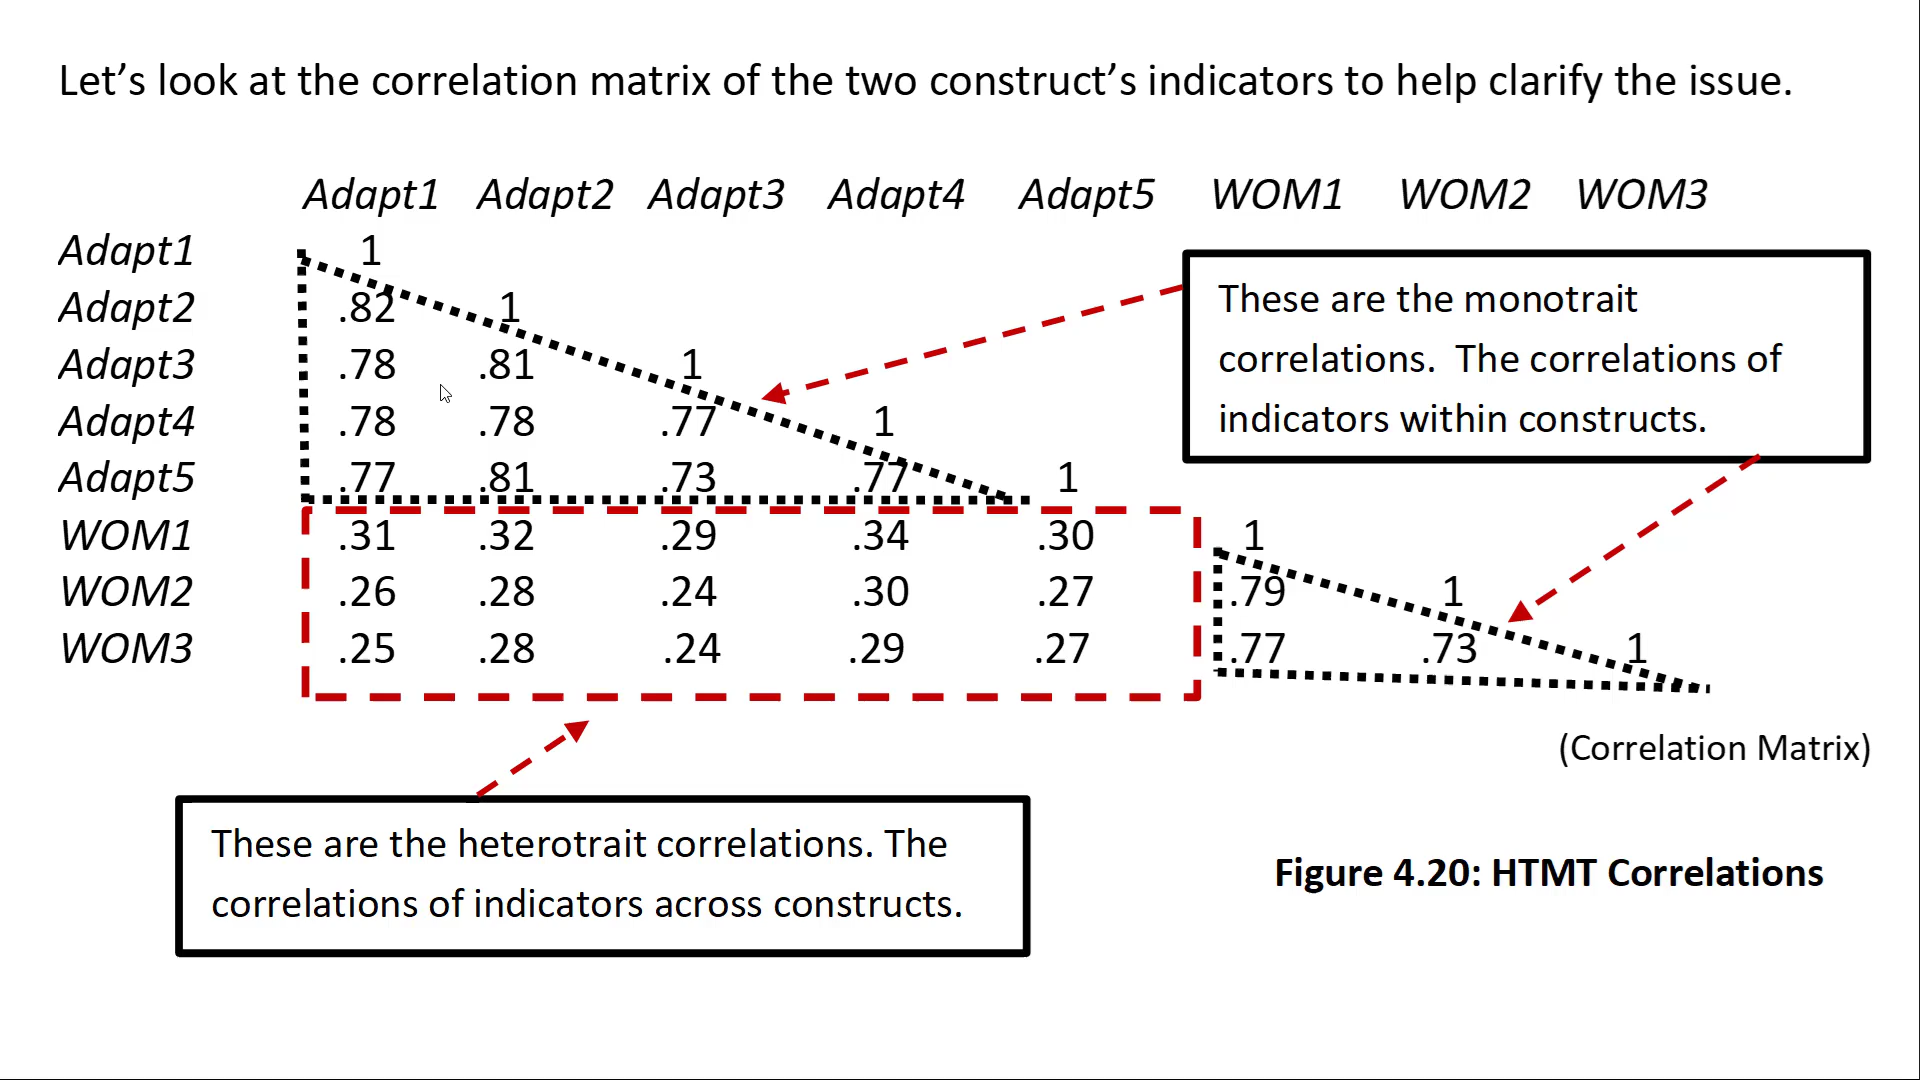 Let’s look at the correlation matrix of the two construct’s indicators to help clarify the issue.
Adapt1 Adapt2 Adapt3 Adapt4 Adapt5 WOM1 WOM2 WOM3
Adapt1 1
Adapt2 .82 1
Adapt3 .78 .81 1
Adapt4 .78 .78 .77 1
Adapt5 .77 .81 .73 .77 1
WOM1 .31 .32 .29 .34 .30 1
WOM2 .26 .28 .24 .30 .27 .79 1
WOM3 .25 .28 .24 .29 .27 .77 .73 1
These are the monotrait
correlations. The correlations of
indicators within constructs.
(Correlation Matrix)
These are the heterotrait correlations. The
correlations of indicators across constructs.
Figure 4.20: HTMT Correlations